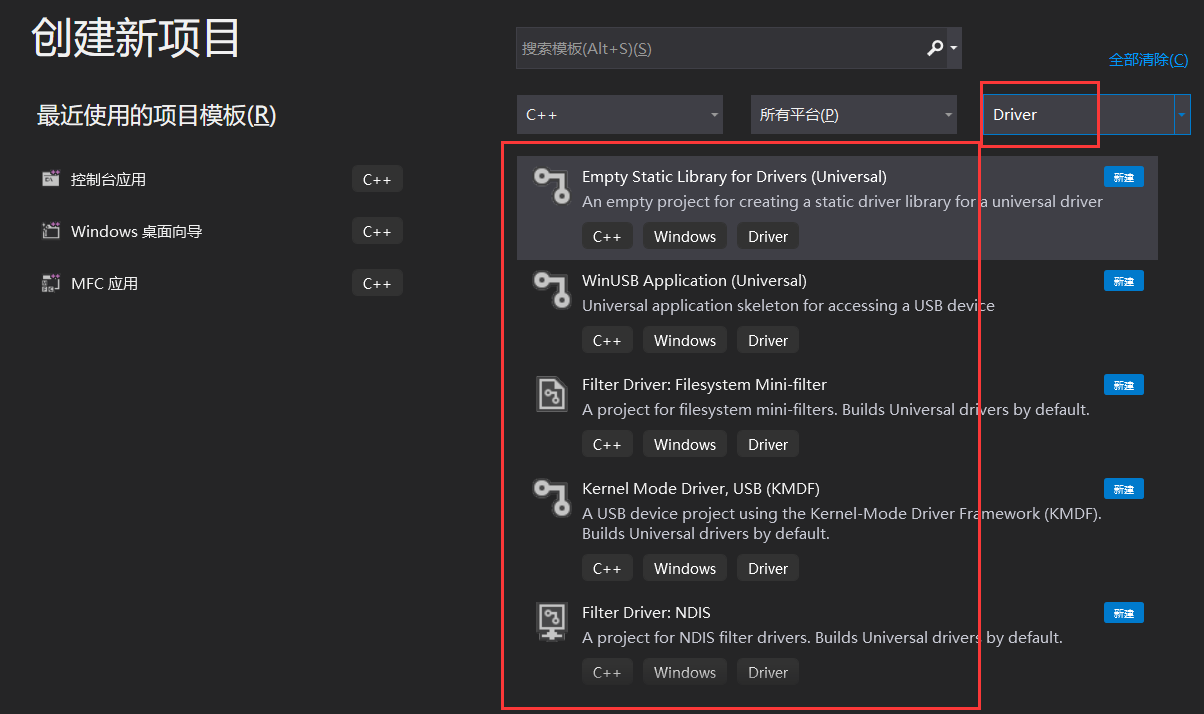 创建新项目
搜索模板(Alt+S)(S)
全部清除(C)
最近使用的项目模板(R)
C++
所有平台(P)
Driver
控制台应用
C++
Windows 桌面向导
C++
MFC 应用
C++
Empty Static Library for Drivers (Universal)
新建
An empty project for creating a static driver library for a universal driver
C++ Windows Driver
WinUSB Application (Universal)
新建
Universal application skeleton for accessing a USB device
C++ Windows Driver
Filter Driver: Filesystem Mini-filter
新建
A project for filesystem mini-filters. Builds Universal drivers by default.
C++ Windows Driver
Kernel Mode Driver, USB (KMDF)
新建
A USB device project using the Kernel-Mode Driver Framework (KMDF).
Builds Universal drivers by default.
C++ Windows Driver
Filter Driver: NDIS
新建
A project for NDIS filter drivers. Builds Universal drivers by default.
C++ Windows Driver